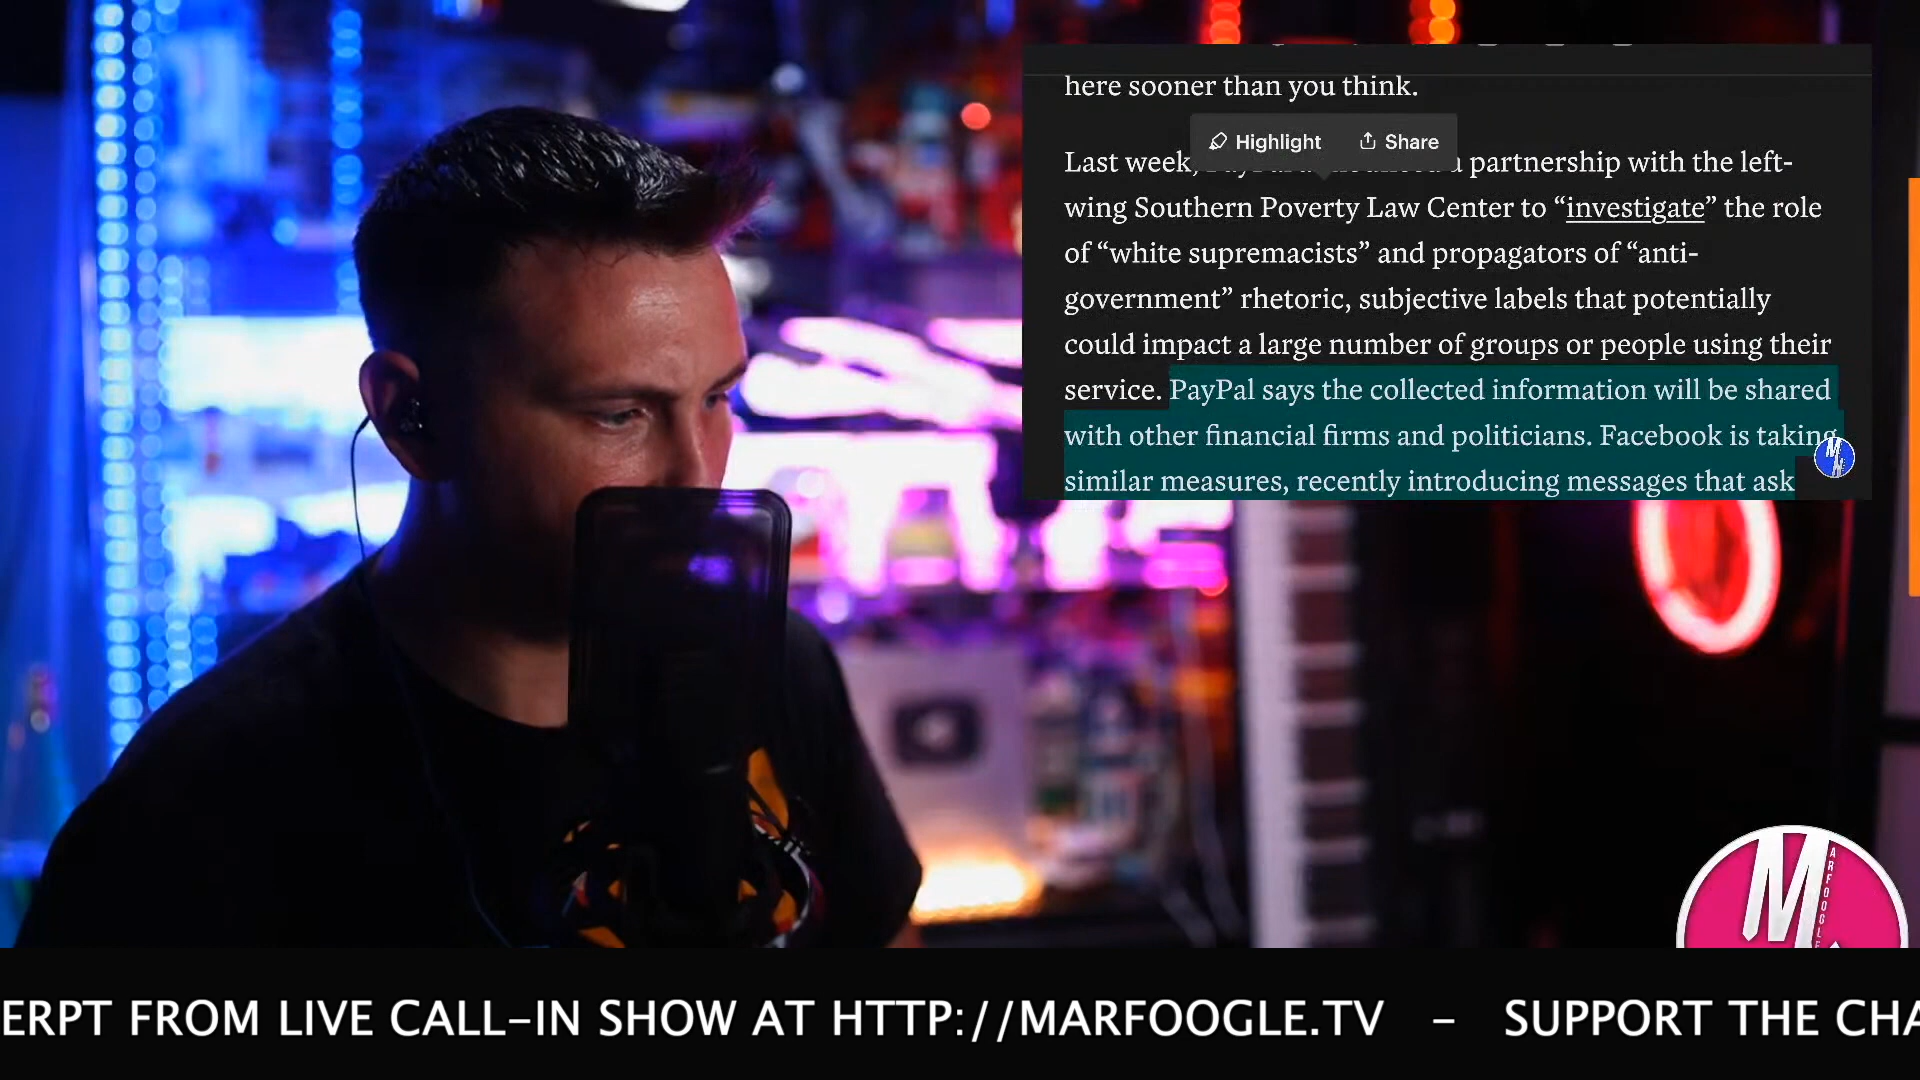 here sooner than you think.
Highlight Share
Last week, a partnership with the left-
wing Southern Poverty Law Center to “investigate” the role
of “white supremacists” and propagators of “anti-
government” rhetoric, subjective labels that potentially
could impact a large number of groups or people using their
service. PayPal says the collected information will be shared
with other financial firms and politicians. Facebook is taking
similar measures, recently introducing messages that ask
M
ARFOOGLE
ERPT FROM LIVE CALL-IN SHOW AT HTTP://MARFOOGLE.TV - SUPPORT THE CHA